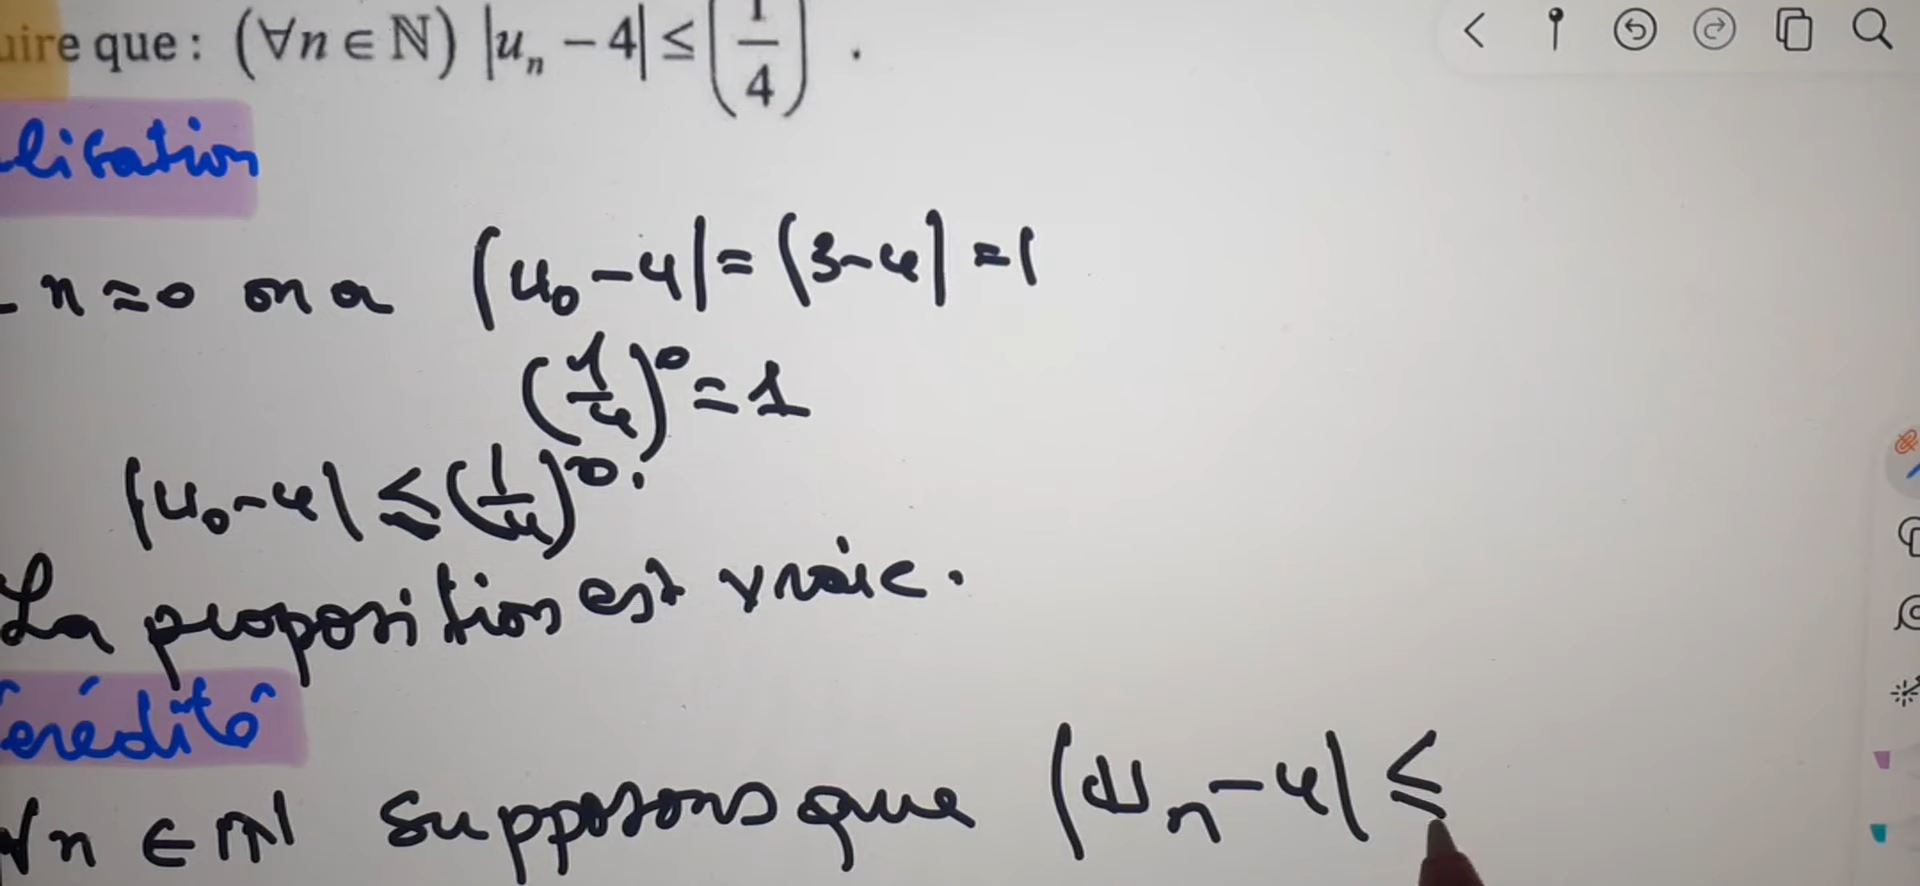 uire que : (∀n ∈ ℕ) |uₙ − 4| ≤ (1/4) .
lisation
n = 0 on a |u₀ − 4| = |3 − 4| = 1
(1/4)⁰ = 1
|u₀ − 4| ≤ (1/4)⁰.
La proposition est vraie.
érédité
∀n ∈ ℕ supposons que |uₙ − 4| ≤